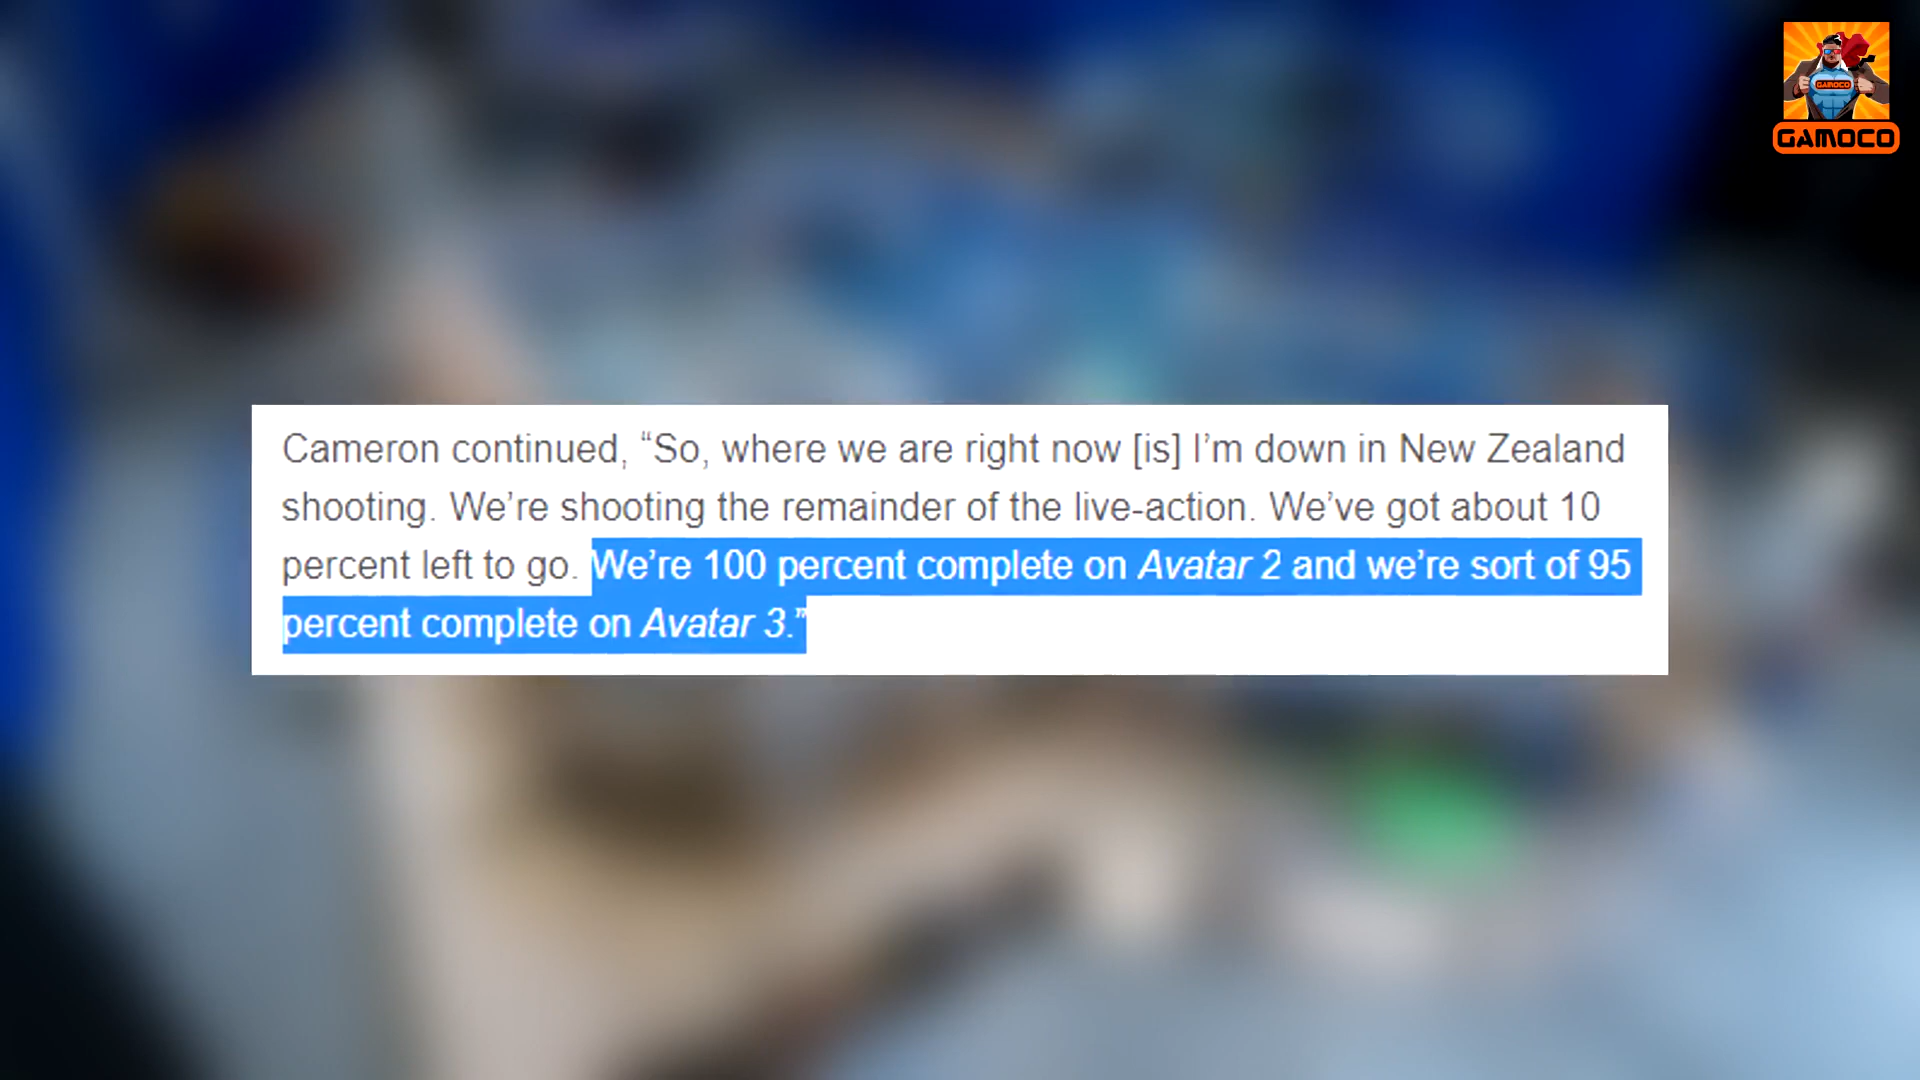 GAMOCO
GAMOCO
Cameron continued, “So, where we are right now [is] I’m down in New Zealand
shooting. We’re shooting the remainder of the live-action. We’ve got about 10
percent left to go. We’re 100 percent complete on Avatar 2 and we’re sort of 95
percent complete on Avatar 3.”